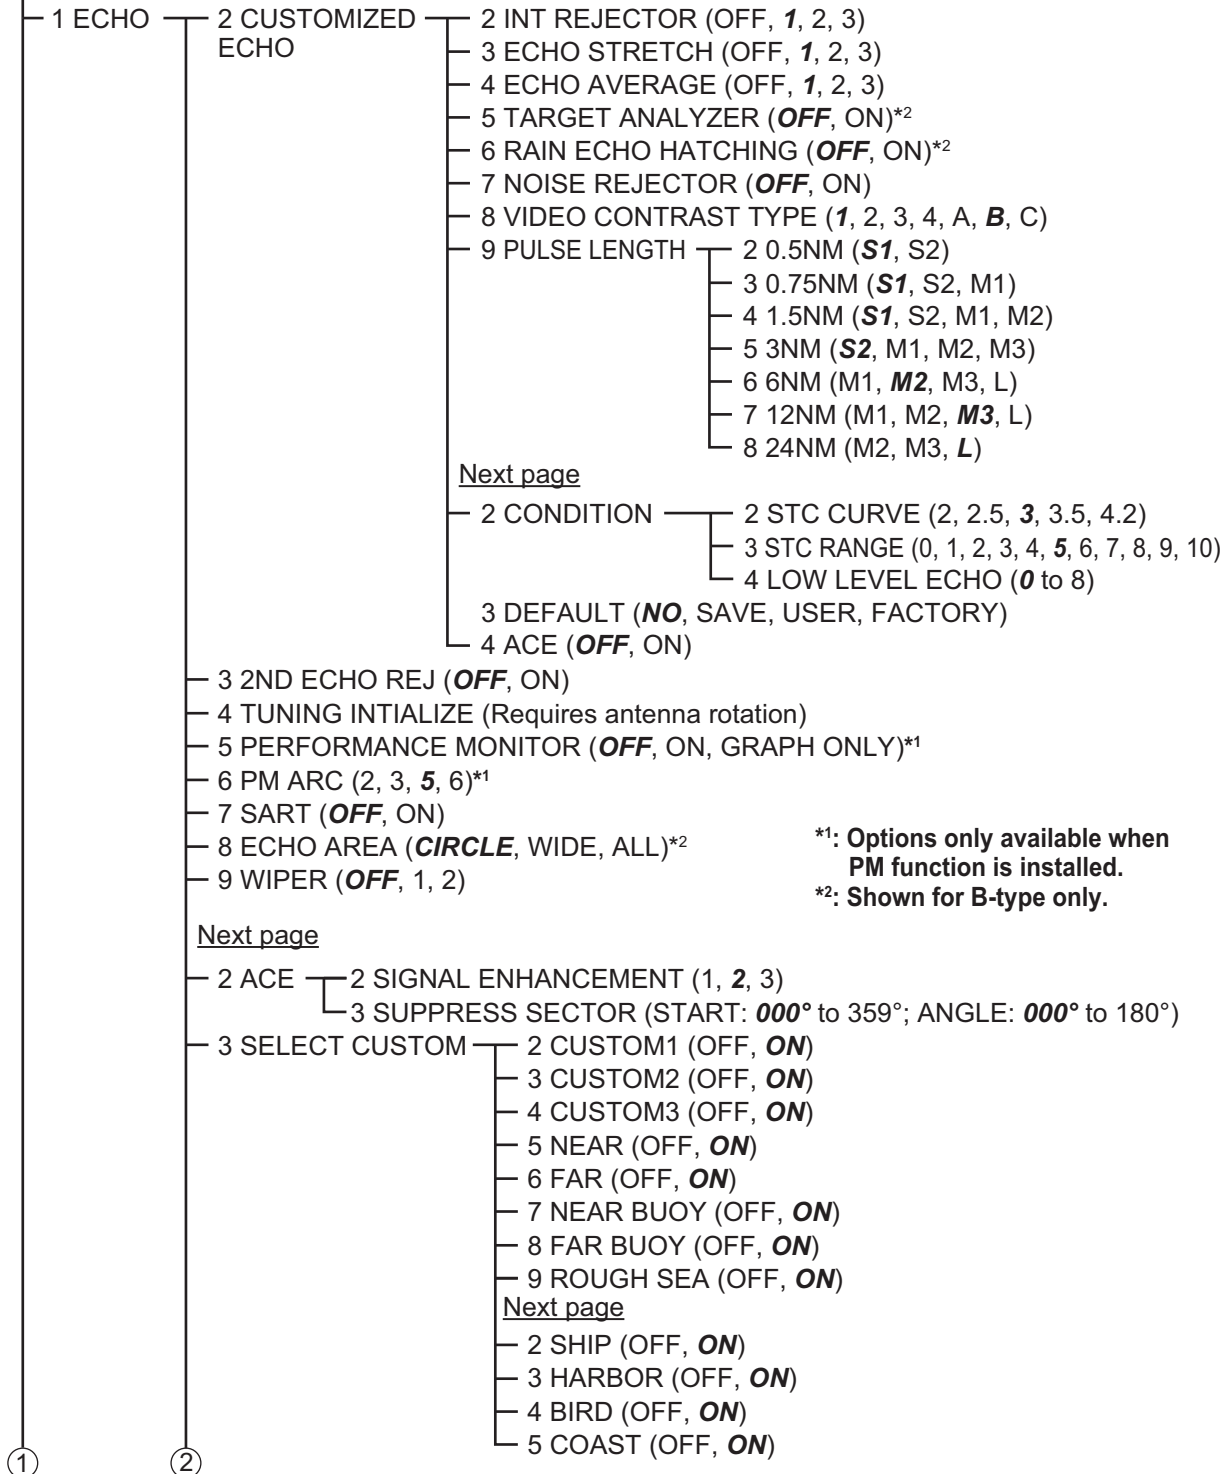 1 ECHO
2 CUSTOMIZED
ECHO
2 INT REJECTOR (OFF, 1, 2, 3)
3 ECHO STRETCH (OFF, 1, 2, 3)
4 ECHO AVERAGE (OFF, 1, 2, 3)
5 TARGET ANALYZER (OFF, ON)*2
6 RAIN ECHO HATCHING (OFF, ON)*2
7 NOISE REJECTOR (OFF, ON)
8 VIDEO CONTRAST TYPE (1, 2, 3, 4, A, B, C)
9 PULSE LENGTH
2 0.5NM (S1, S2)
3 0.75NM (S1, S2, M1)
4 1.5NM (S1, S2, M1, M2)
5 3NM (S2, M1, M2, M3)
6 6NM (M1, M2, M3, L)
7 12NM (M1, M2, M3, L)
8 24NM (M2, M3, L)
Next page
2 CONDITION
2 STC CURVE (2, 2.5, 3, 3.5, 4.2)
3 STC RANGE (0, 1, 2, 3, 4, 5, 6, 7, 8, 9, 10)
4 LOW LEVEL ECHO (0 to 8)
3 DEFAULT (NO, SAVE, USER, FACTORY)
4 ACE (OFF, ON)
3 2ND ECHO REJ (OFF, ON)
4 TUNING INTIALIZE (Requires antenna rotation)
5 PERFORMANCE MONITOR (OFF, ON, GRAPH ONLY)*1
6 PM ARC (2, 3, 5, 6)*1
7 SART (OFF, ON)
8 ECHO AREA (CIRCLE, WIDE, ALL)*2
9 WIPER (OFF, 1, 2)
*1: Options only available when
PM function is installed.
*2: Shown for B-type only.
Next page
2 ACE
2 SIGNAL ENHANCEMENT (1, 2, 3)
3 SUPPRESS SECTOR (START: 000° to 359°; ANGLE: 000° to 180°)
3 SELECT CUSTOM
2 CUSTOM1 (OFF, ON)
3 CUSTOM2 (OFF, ON)
4 CUSTOM3 (OFF, ON)
5 NEAR (OFF, ON)
6 FAR (OFF, ON)
7 NEAR BUOY (OFF, ON)
8 FAR BUOY (OFF, ON)
9 ROUGH SEA (OFF, ON)
Next page
2 SHIP (OFF, ON)
3 HARBOR (OFF, ON)
4 BIRD (OFF, ON)
5 COAST (OFF, ON)
1
2